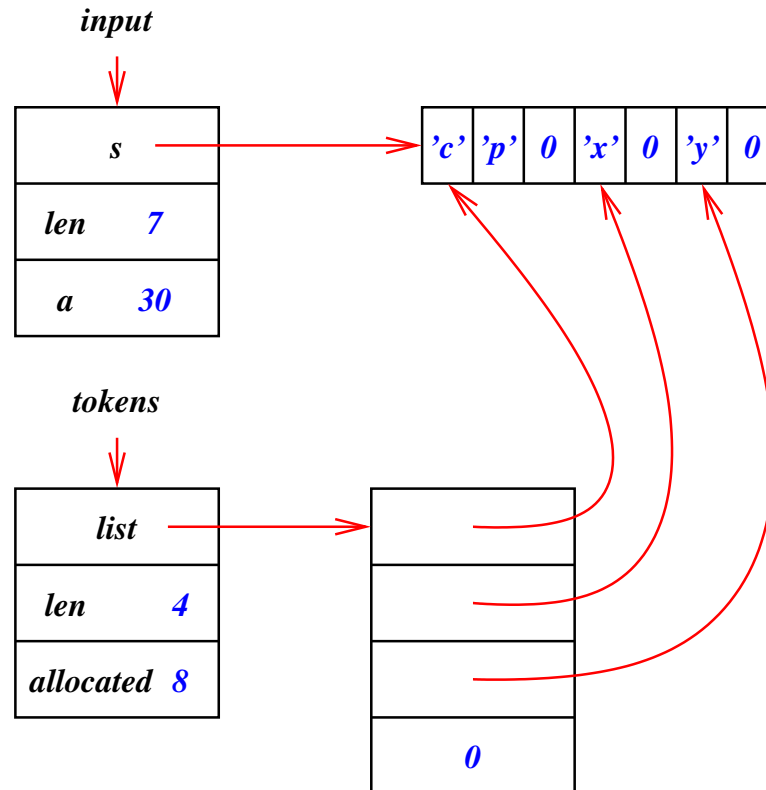 input
s
’c’ ’p’ 0 ’x’ 0 ’y’ 0
len 7
a 30
tokens
list
len 4
allocated 8
0